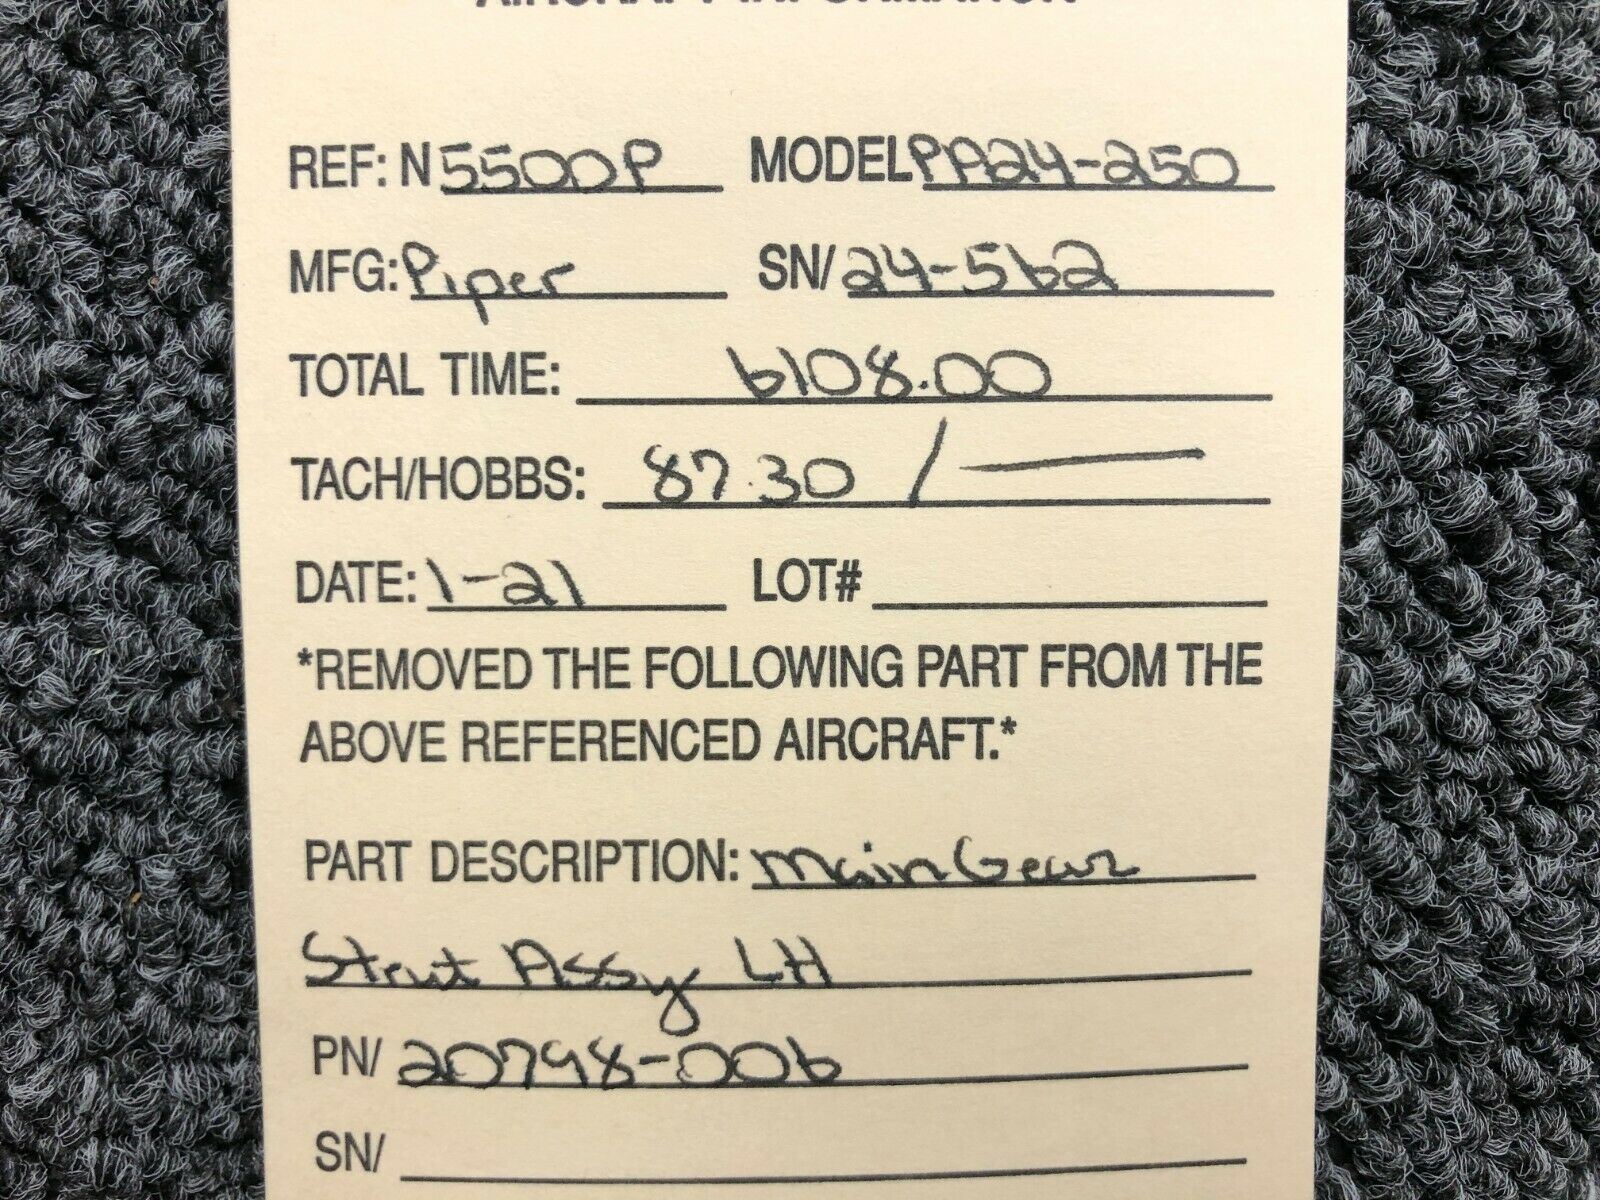 AIRCRAFT INFORMATION
REF: N5500P MODEL PA24-250
MFG: Piper SN/ 24-562
TOTAL TIME: 6108.00
TACH/HOBBS: 87.30 / —
DATE: 1-21 LOT#
*REMOVED THE FOLLOWING PART FROM THE
ABOVE REFERENCED AIRCRAFT.*
PART DESCRIPTION: Main Gear
Strut Assy LH
PN/ 20798-006
SN/